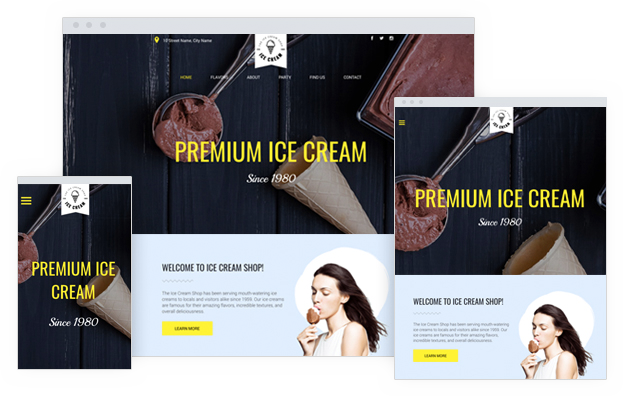 15 Street Name, City Name
ICE CREAM
HOME FLAVORS ABOUT PARTY FIND US CONTACT
PREMIUM ICE CREAM
Since 1980
WELCOME TO ICE CREAM SHOP!
The Ice Cream Shop has been serving mouth-watering
ice creams to locals and visitors alike since 1959. Our ice creams
are famous for their amazing flavors, incredible textures, and
overall deliciousness.
LEARN MORE
ICE CREAM
PREMIUM ICE
CREAM
Since 1980
ICE CREAM
PREMIUM ICE CREAM
Since 1980
WELCOME TO ICE CREAM SHOP!
The Ice Cream Shop has been serving mouth-watering
ice creams to locals and visitors alike since 1959. Our ice
creams are famous for their amazing flavors,
incredible textures, and overall deliciousness.
LEARN MORE